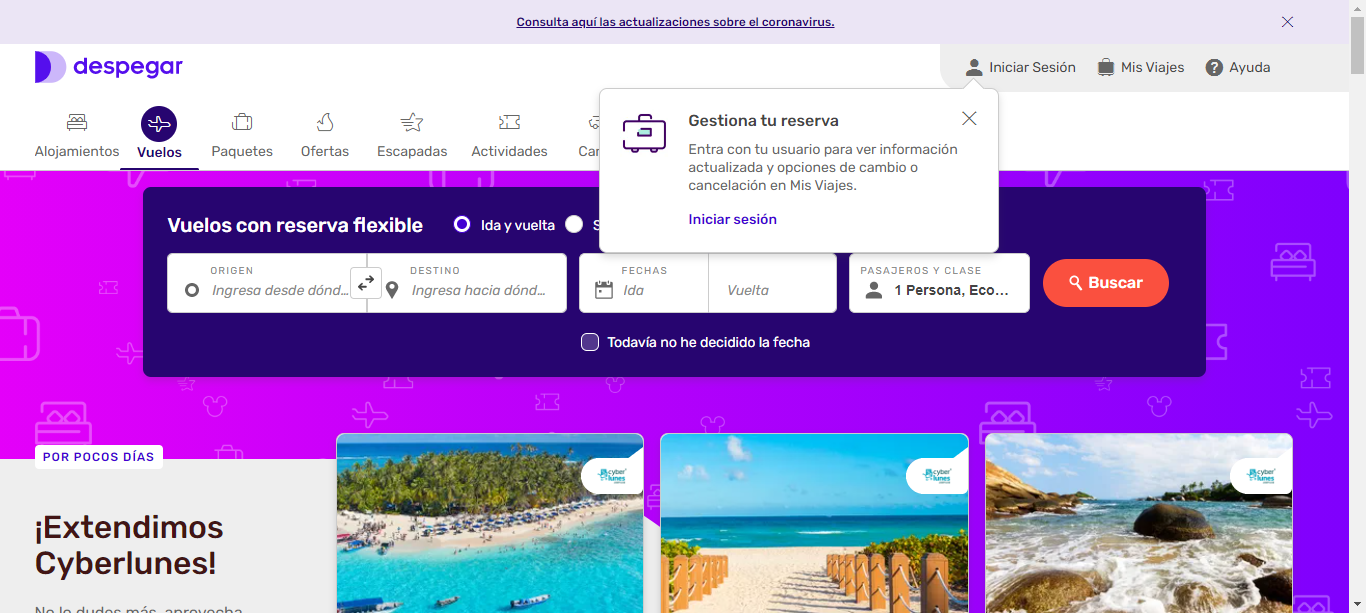 Consulta aquí las actualizaciones sobre el coronavirus.
despegar
Iniciar Sesión
Mis Viajes
Ayuda
Alojamientos
Vuelos
Paquetes
Ofertas
Escapadas
Actividades
Gestiona tu reserva
Entra con tu usuario para ver información
actualizada y opciones de cambio o
cancelación en Mis Viajes.
Iniciar sesión
Vuelos con reserva flexible
Ida y vuelta
ORIGEN
Ingresa desde dónd...
DESTINO
Ingresa hacia dónd...
FECHAS
Ida
Vuelta
PASAJEROS Y CLASE
1 Persona, Eco...
Buscar
Todavía no he decidido la fecha
POR POCOS DÍAS
¡Extendimos
Cyberlunes!
No lo dudes más, aprovecha
cyber
lunes
cyber
lunes
cyber
lunes